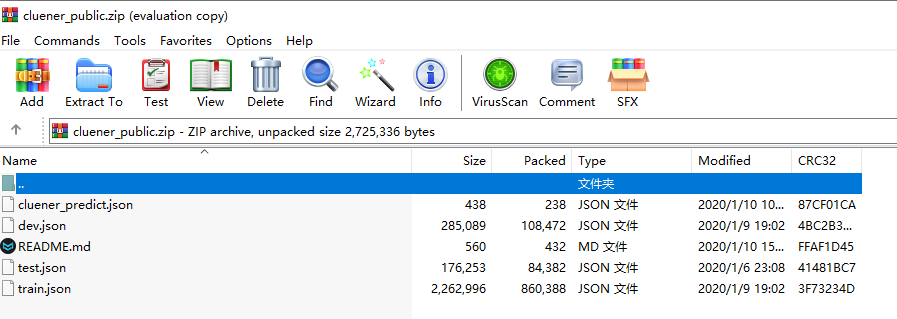 cluener_public.zip (evaluation copy)
File Commands Tools Favorites Options Help
Add Extract To Test View Delete Find Wizard Info VirusScan Comment SFX
cluener_public.zip - ZIP archive, unpacked size 2,725,336 bytes
Name Size Packed Type Modified CRC32
.. 文件夹
cluener_predict.json 438 238 JSON 文件 2020/1/10 10... 87CF01CA
dev.json 285,089 108,472 JSON 文件 2020/1/9 19:02 4BC2B3...
README.md 560 432 MD 文件 2020/1/10 15... FFAF1D45
test.json 176,253 84,382 JSON 文件 2020/1/6 23:08 41481BC7
train.json 2,262,996 860,388 JSON 文件 2020/1/9 19:02 3F73234D